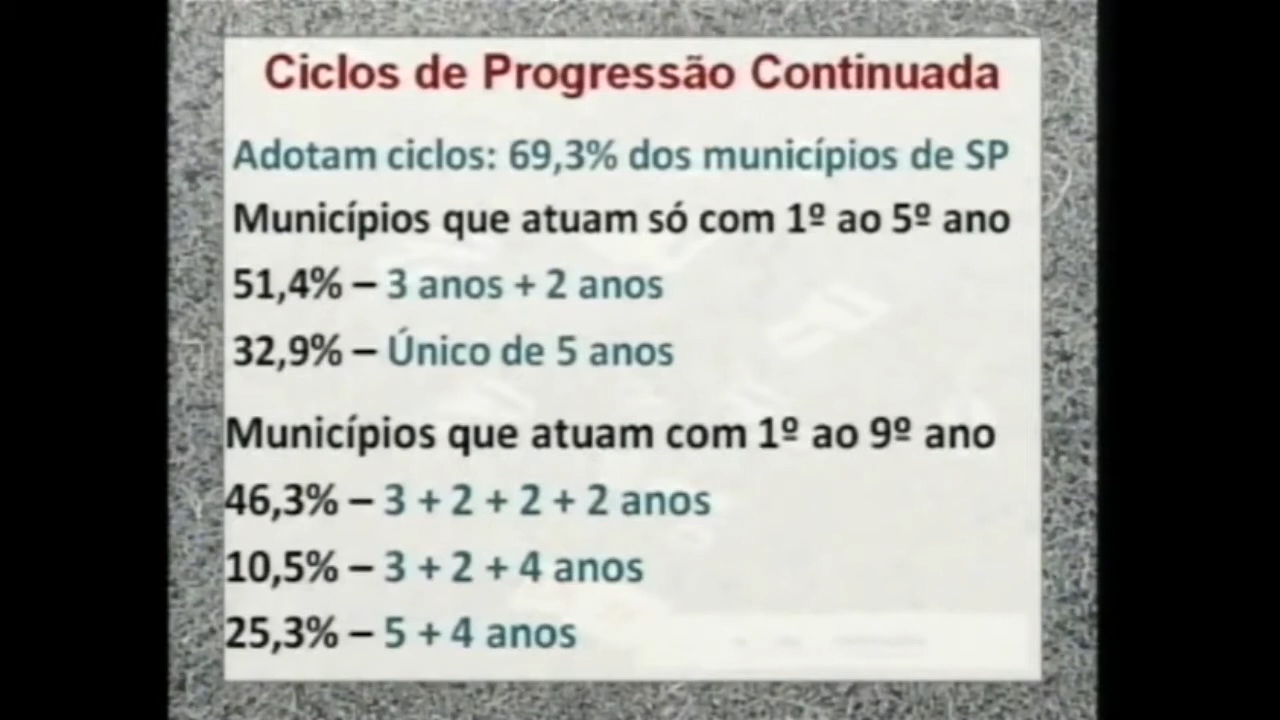 Ciclos de Progressão Continuada
Adotam ciclos: 69,3% dos municípios de SP
Municípios que atuam só com 1º ao 5º ano
51,4% – 3 anos + 2 anos
32,9% – Único de 5 anos
Municípios que atuam com 1º ao 9º ano
46,3% – 3 + 2 + 2 + 2 anos
10,5% – 3 + 2 + 4 anos
25,3% – 5 + 4 anos